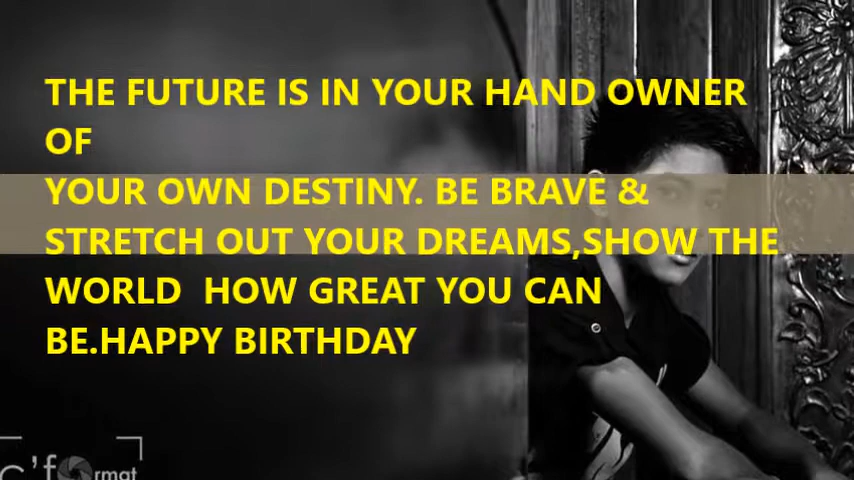 THE FUTURE IS IN YOUR HAND OWNER
OF
YOUR OWN DESTINY. BE BRAVE &
STRETCH OUT YOUR DREAMS,SHOW THE
WORLD  HOW GREAT YOU CAN
BE.HAPPY BIRTHDAY
c'f rmat